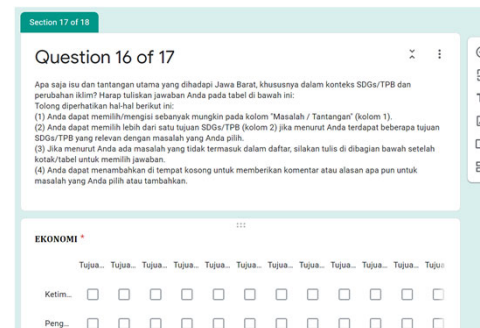 Section 17 of 18
Question 16 of 17
Apa saja isu dan tantangan utama yang dihadapi Jawa Barat, khususnya dalam konteks SDGs/TPB dan
perubahan iklim? Harap tuliskan jawaban Anda pada tabel di bawah ini:
Tolong diperhatikan hal-hal berikut ini:
(1) Anda dapat memilih/mengisi sebanyak mungkin pada kolom "Masalah / Tantangan" (kolom 1).
(2) Anda dapat memilih lebih dari satu tujuan SDGs/TPB (kolom 2) jika menurut Anda terdapat beberapa tujuan
SDGs/TPB yang relevan dengan masalah yang Anda pilih.
(3) Jika menurut Anda ada masalah yang tidak termasuk dalam daftar, silakan tulis di dibagian bawah setelah
kotak/tabel untuk memilih jawaban.
(4) Anda dapat menambahkan di tempat kosong untuk memberikan komentar atau alasan apa pun untuk
masalah yang Anda pilih atau tambahkan.
EKONOMI *
Tujua... Tujua... Tujua... Tujua... Tujua... Tujua... Tujua... Tujua... Tujua... Tujua... Tujua... Tuju
Ketim...
Peng...